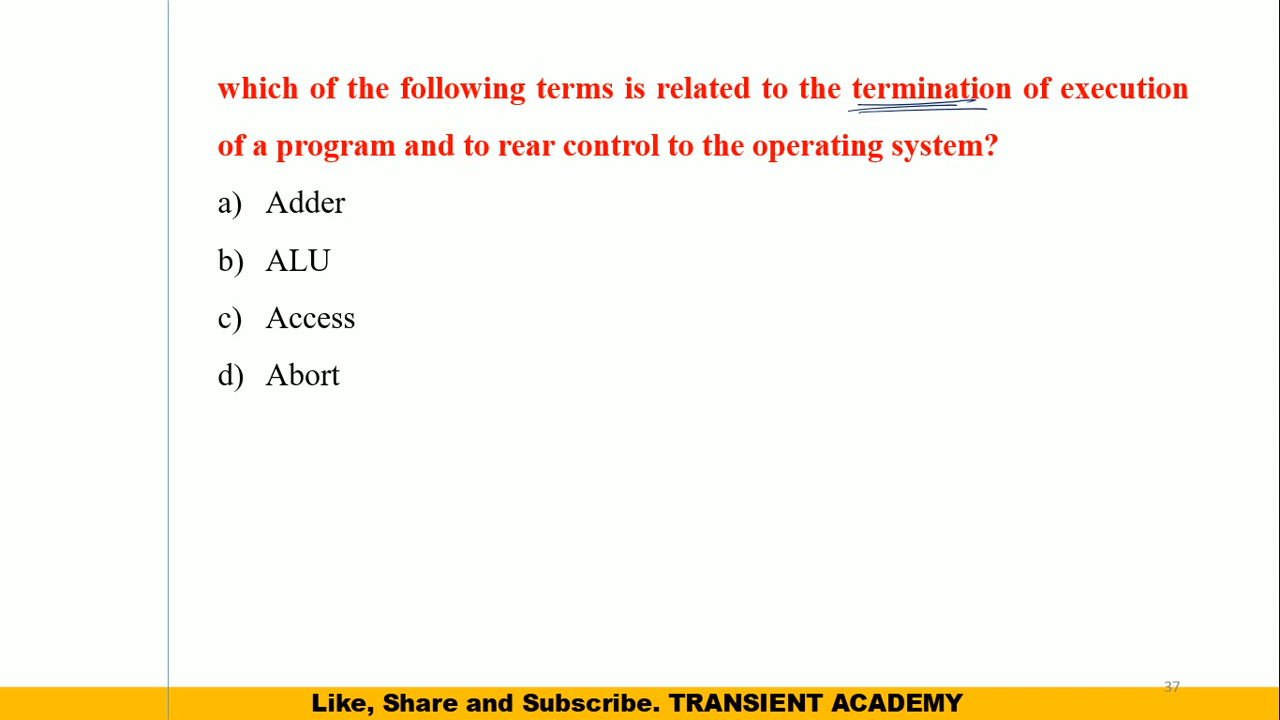 which of the following terms is related to the termination of execution
of a program and to rear control to the operating system?
a) Adder
b) ALU
c) Access
d) Abort
37
Like, Share and Subscribe. TRANSIENT ACADEMY